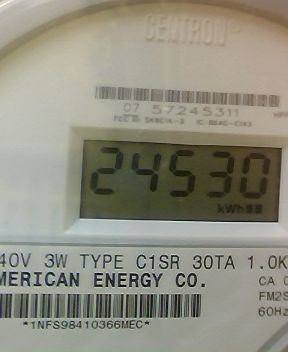 CENTRON®
07 57245311
24530
kWh
40V 3W TYPE C1SR 30TA 1.0K
MERICAN ENERGY CO.
CA 0
FM2S
60Hz
*1NFS98410366MEC*